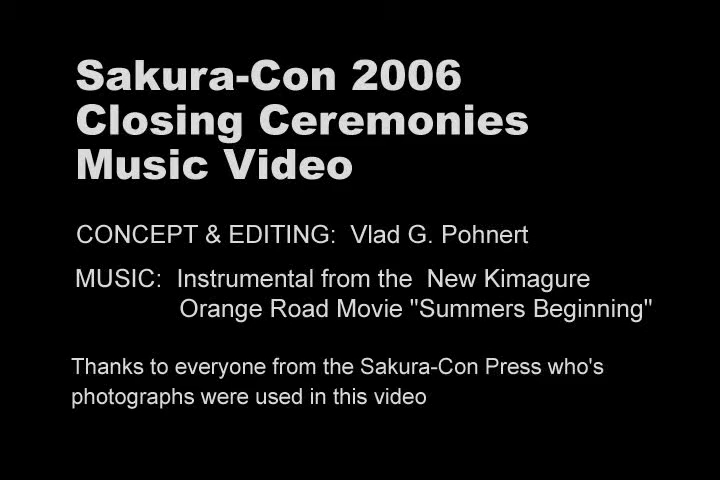 Sakura-Con 2006
Closing Ceremonies
Music Video
CONCEPT & EDITING:  Vlad G. Pohnert
MUSIC:  Instrumental from the  New Kimagure
Orange Road Movie "Summers Beginning"
Thanks to everyone from the Sakura-Con Press who's
photographs were used in this video